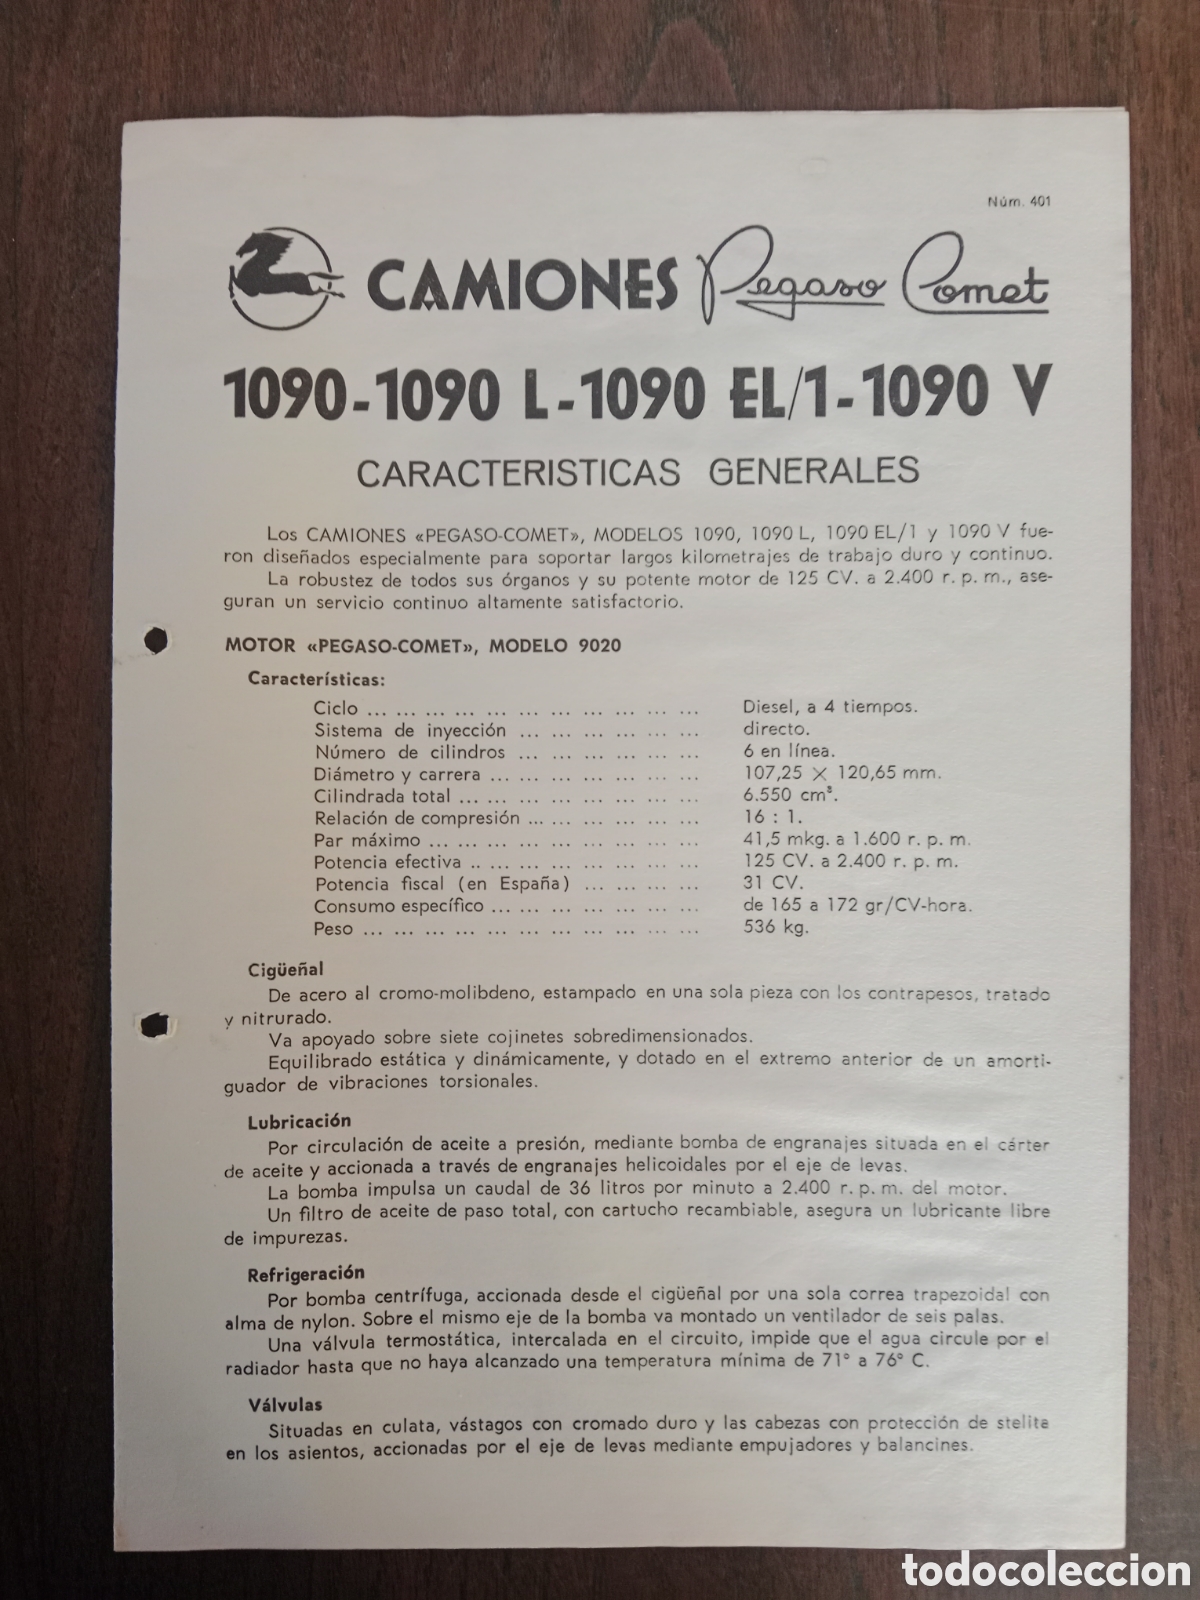 Núm. 401
CAMIONES Pegaso Comet
1090-1090 L-1090 EL/1-1090 V
CARACTERISTICAS GENERALES
Los CAMIONES «PEGASO-COMET», MODELOS 1090, 1090 L, 1090 EL/1 y 1090 V fue-
ron diseñados especialmente para soportar largos kilometrajes de trabajo duro y continuo.
La robustez de todos sus órganos y su potente motor de 125 CV. a 2.400 r. p. m., ase-
guran un servicio continuo altamente satisfactorio.
MOTOR «PEGASO-COMET», MODELO 9020
Características:
Ciclo ... ... ... ... ... ... ... ... ... ... ... ... Diesel, a 4 tiempos.
Sistema de inyección ... ... ... ... ... ... directo.
Número de cilindros ... ... ... ... ... ... 6 en línea.
Diámetro y carrera ... ... ... ... ... ... ... 107,25 × 120,65 mm.
Cilindrada total ... ... ... ... ... ... ... ... 6.550 cm³.
Relación de compresión ... ... ... ... ... ... 16 : 1.
Par máximo ... ... ... ... ... ... ... ... ... 41,5 mkg. a 1.600 r. p. m.
Potencia efectiva .. ... ... ... ... ... ... ... 125 CV. a 2.400 r. p. m.
Potencia fiscal (en España) ... ... ... ... 31 CV.
Consumo específico ... ... ... ... ... ... ... de 165 a 172 gr/CV-hora.
Peso ... ... ... ... ... ... ... ... ... ... ... ... 536 kg.
Cigüeñal
De acero al cromo-molibdeno, estampado en una sola pieza con los contrapesos, tratado
y nitrurado.
Va apoyado sobre siete cojinetes sobredimensionados.
Equilibrado estática y dinámicamente, y dotado en el extremo anterior de un amorti-
guador de vibraciones torsionales.
Lubricación
Por circulación de aceite a presión, mediante bomba de engranajes situada en el cárter
de aceite y accionada a través de engranajes helicoidales por el eje de levas.
La bomba impulsa un caudal de 36 litros por minuto a 2.400 r. p. m. del motor.
Un filtro de aceite de paso total, con cartucho recambiable, asegura un lubricante libre
de impurezas.
Refrigeración
Por bomba centrífuga, accionada desde el cigüeñal por una sola correa trapezoidal con
alma de nylon. Sobre el mismo eje de la bomba va montado un ventilador de seis palas.
Una válvula termostática, intercalada en el circuito, impide que el agua circule por el
radiador hasta que no haya alcanzado una temperatura mínima de 71° a 76° C.
Válvulas
Situadas en culata, vástagos con cromado duro y las cabezas con protección de stelita
en los asientos, accionadas por el eje de levas mediante empujadores y balancines.
todocoleccion